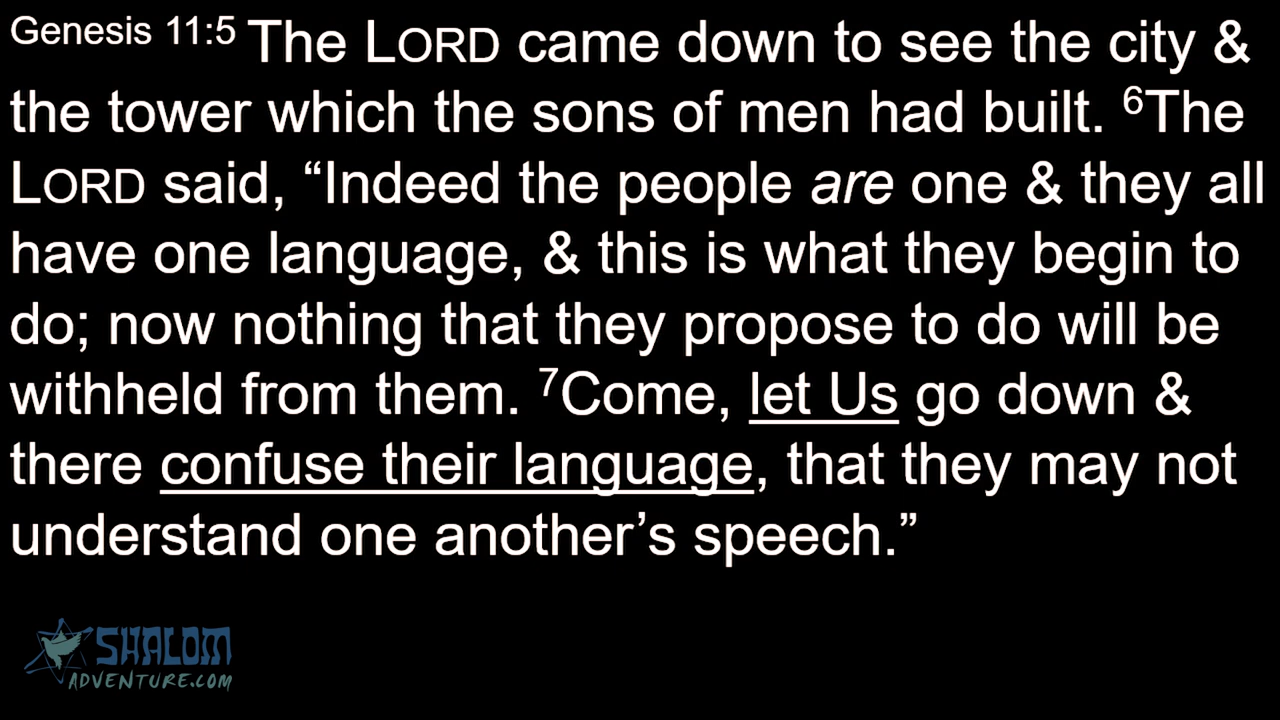 Genesis 11:5 The LORD came down to see the city &
the tower which the sons of men had built. 6The
LORD said, “Indeed the people are one & they all
have one language, & this is what they begin to
do; now nothing that they propose to do will be
withheld from them. 7Come, let Us go down &
there confuse their language, that they may not
understand one another’s speech.”
SHALOM
ADVENTURE.COM